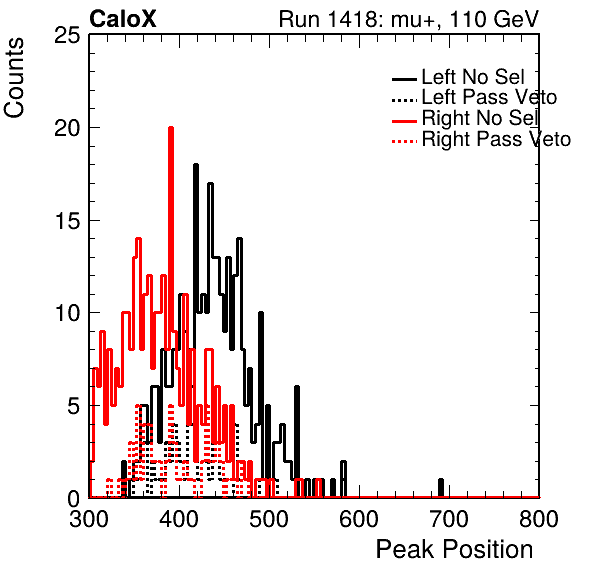 CaloX Run 1418: mu+, 110 GeV
Counts
25
20
15
10
5
0
Left No Sel
Left Pass Veto
Right No Sel
Right Pass Veto
300 400 500 600 700 800
Peak Position